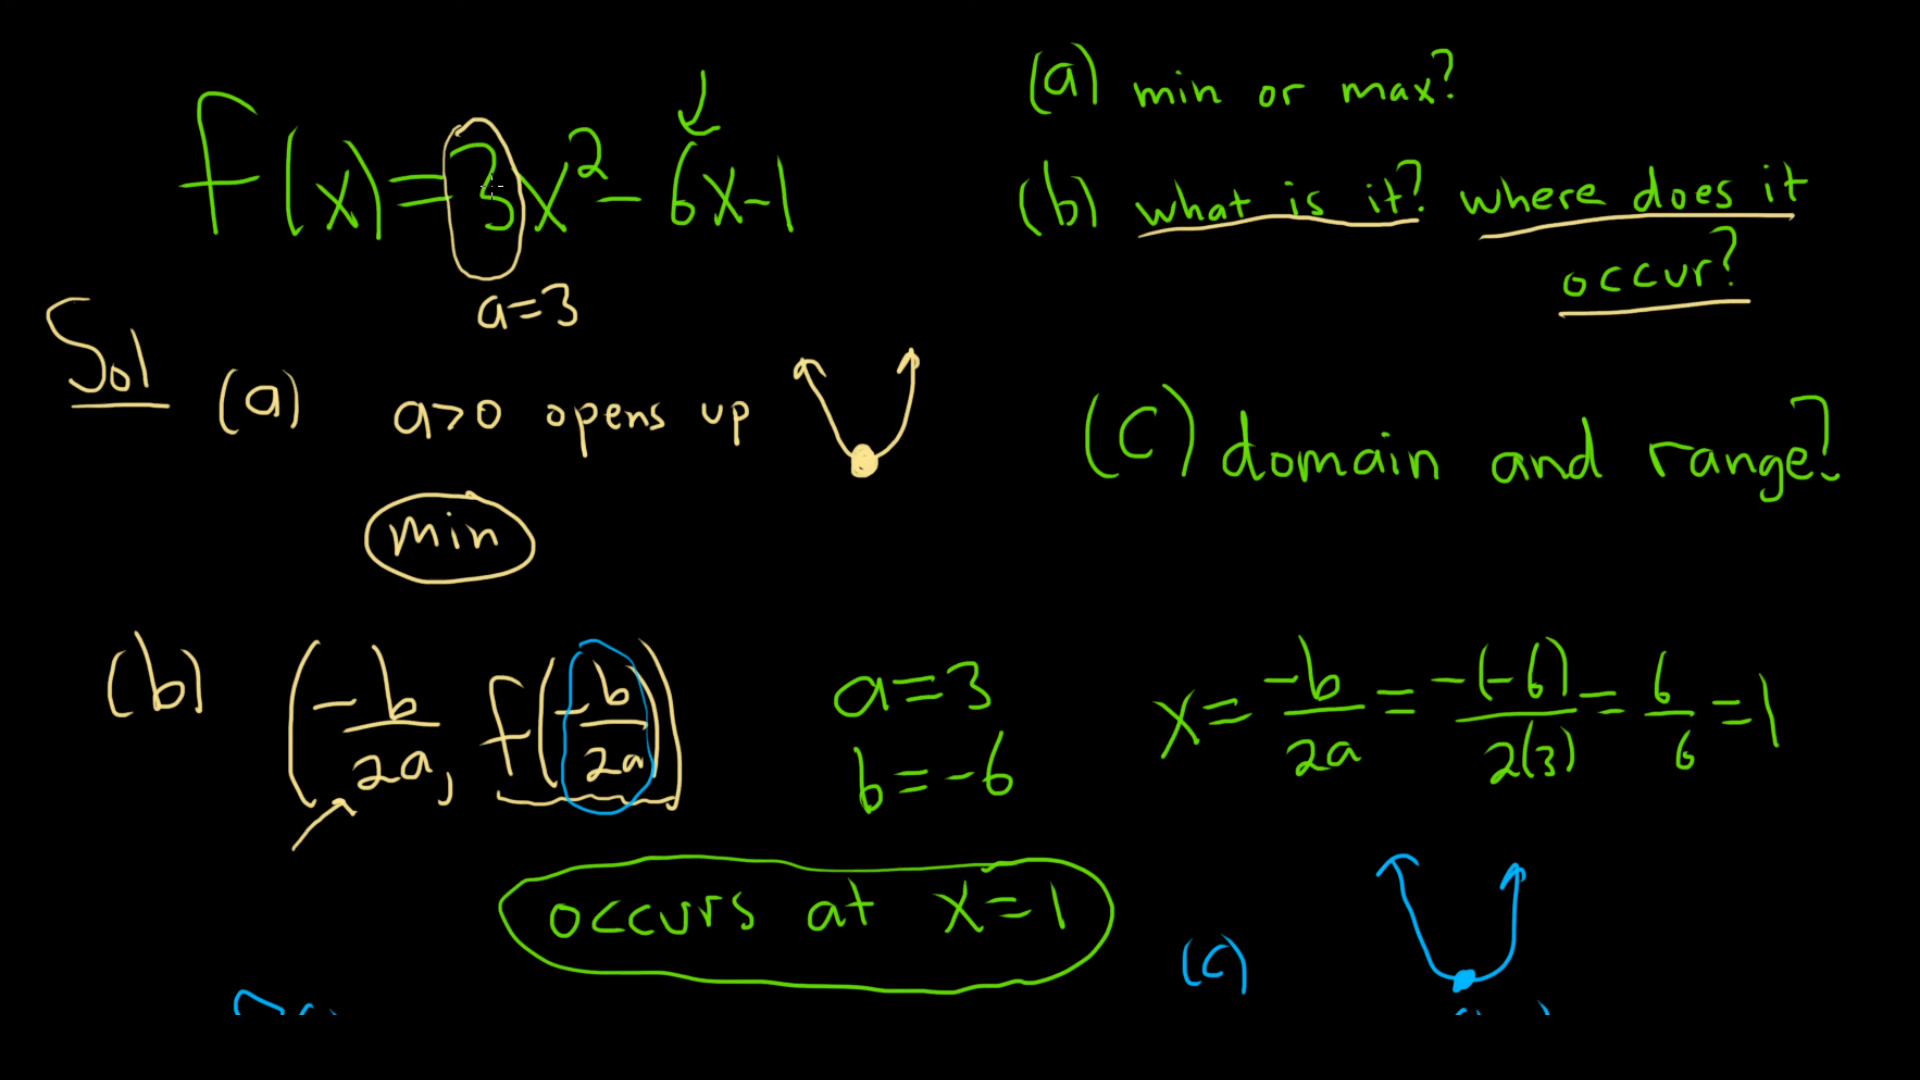 f(x)=3x²-6x-1
a=3
(a) min or max?
(b) what is it? where does it
occur?
(c) domain and range?
Sol (a) a>0 opens up
min
(b) (-b/2a, f(-b/2a))
a=3
b=-6
x=-b/2a=-(-6)/2(3)=6/6=1
occurs at x=1
(c)